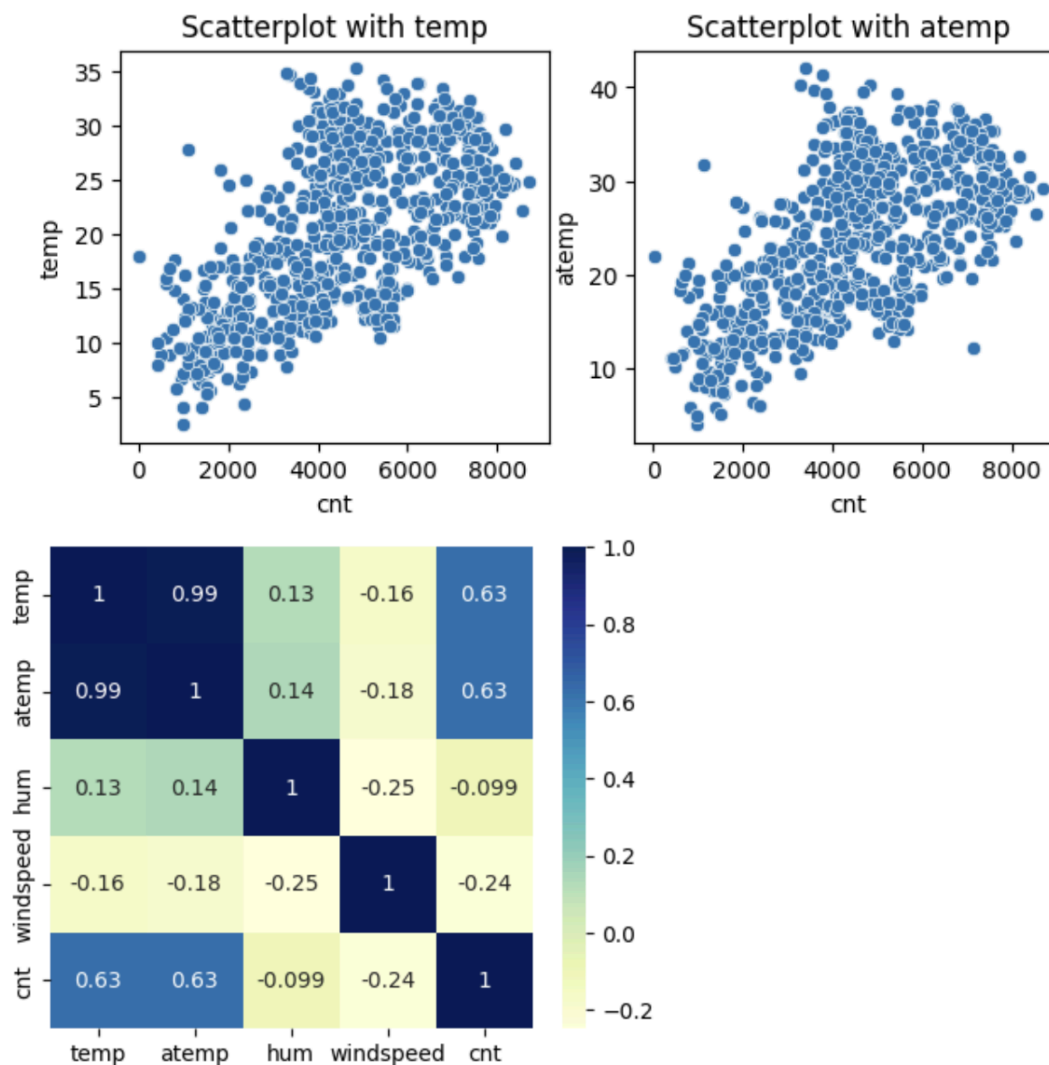 Scatterplot with temp
35
30
25
20
15
10
5
temp
0 2000 4000 6000 8000
cnt
Scatterplot with atemp
40
30
20
10
atemp
0 2000 4000 6000 8000
cnt
temp 1 0.99 0.13 -0.16 0.63
atemp 0.99 1 0.14 -0.18 0.63
hum 0.13 0.14 1 -0.25 -0.099
windspeed -0.16 -0.18 -0.25 1 -0.24
cnt 0.63 0.63 -0.099 -0.24 1
temp atemp hum windspeed cnt
1.0
0.8
0.6
0.4
0.2
0.0
−0.2